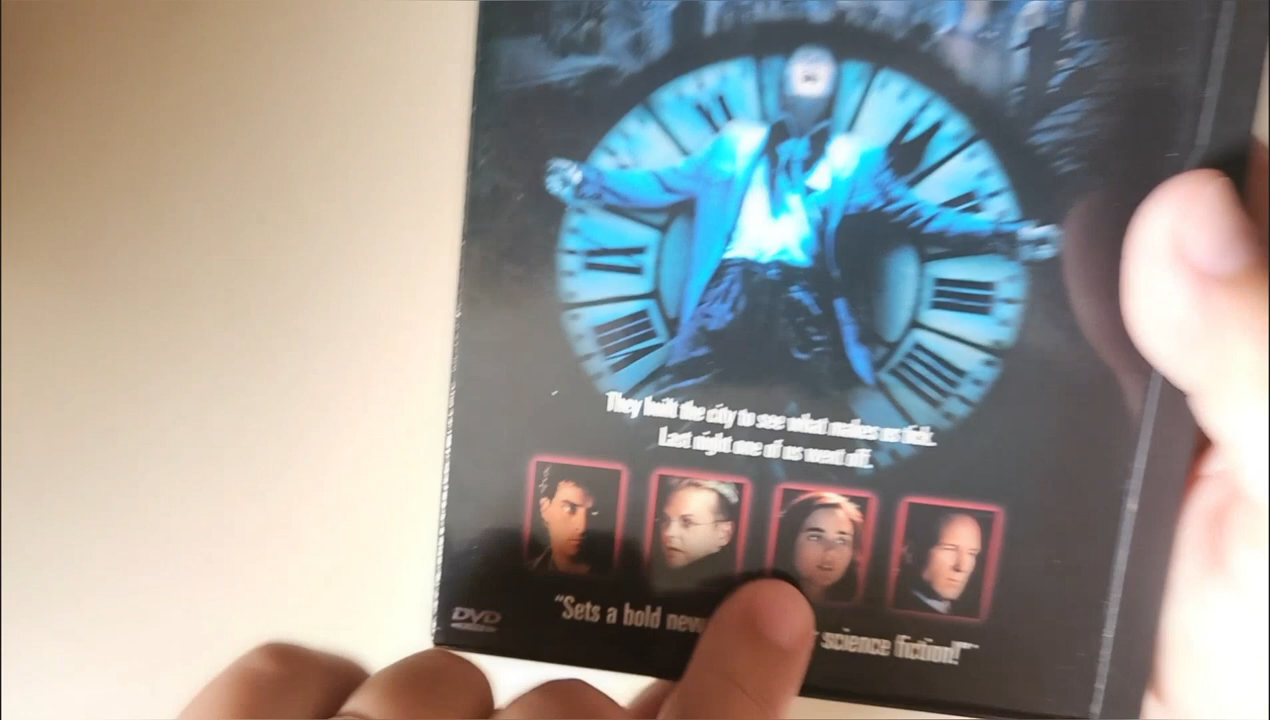 They built the city to see what makes us tick.
Last night one of us went off.
"Sets a bold new science fiction!"
DVD